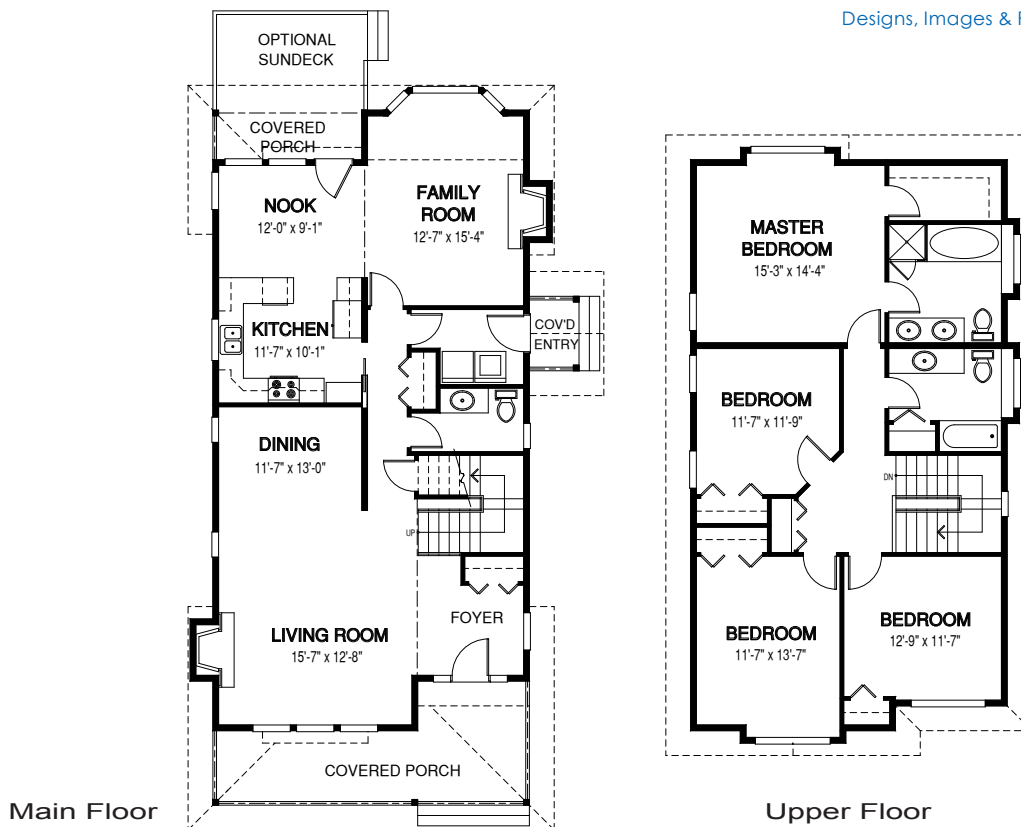 Designs, Images &
OPTIONAL
SUNDECK
COVERED
PORCH
NOOK
12'-0" x 9'-1"
FAMILY
ROOM
12'-7" x 15'-4"
KITCHEN
11'-7" x 10'-1"
COV'D
ENTRY
DINING
11'-7" x 13'-0"
UP
FOYER
LIVING ROOM
15'-7" x 12'-8"
COVERED PORCH
Main Floor
MASTER
BEDROOM
15'-3" x 14'-4"
BEDROOM
11'-7" x 11'-9"
DN
BEDROOM
11'-7" x 13'-7"
BEDROOM
12'-9" x 11'-7"
Upper Floor